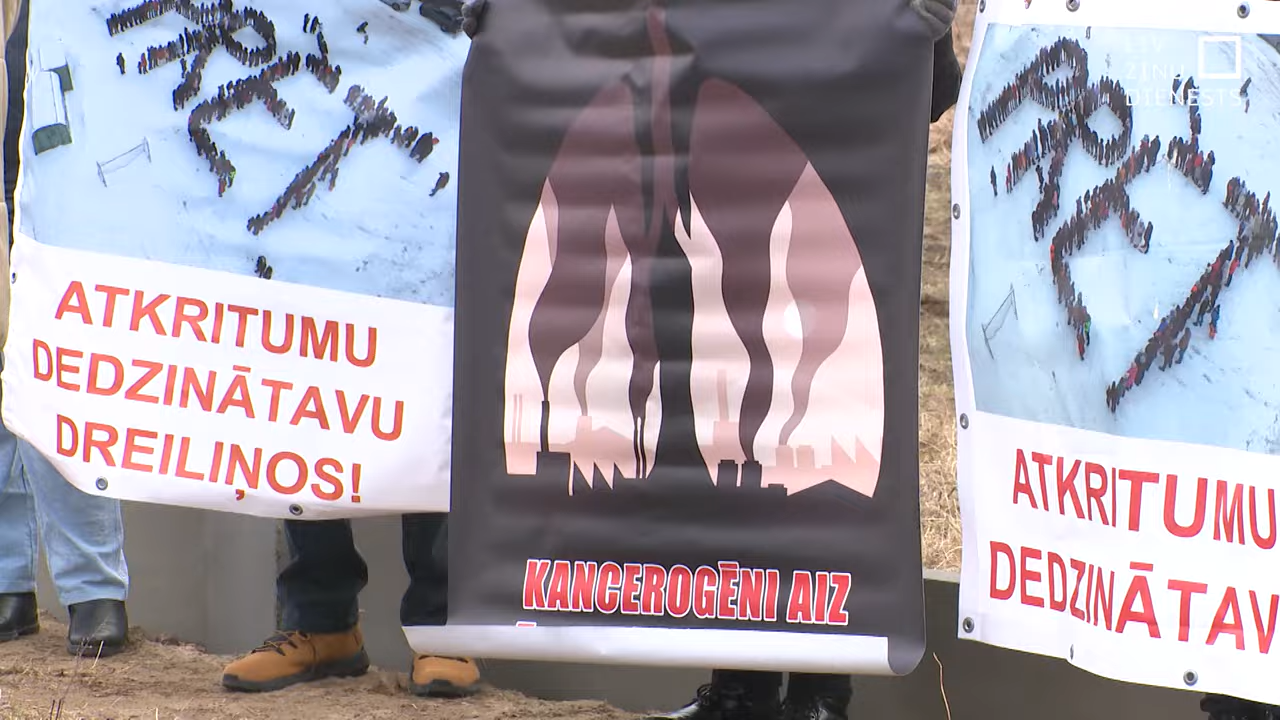 ATKRITUMU
DEDZINĀTAVU
DREILIŅOS!
KANCEROGĒNI AIZ
ATKRITUMU
DEDZINĀTAV
LTV
ZIŅU
DIENESTS